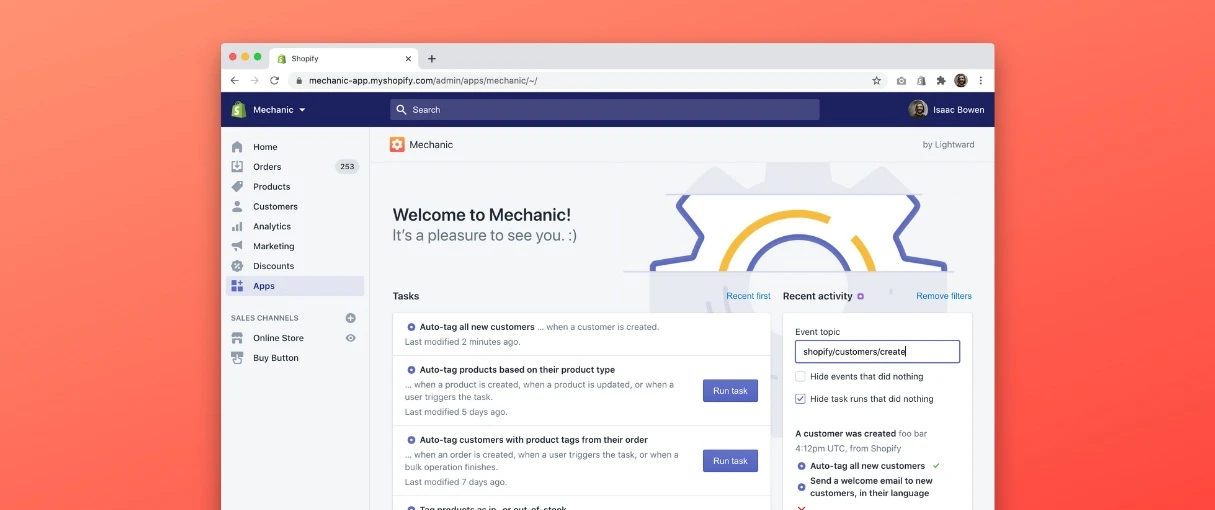 Shopify
mechanic-app.myshopify.com/admin/apps/mechanic/~/
Mechanic
Search
Isaac Bowen
Home
Orders
253
Products
Customers
Analytics
Marketing
Discounts
Apps
SALES CHANNELS
Online Store
Buy Button
Mechanic
by Lightward
Welcome to Mechanic!
It's a pleasure to see you. :)
Tasks
Recent first
Auto-tag all new customers ... when a customer is created.
Last modified 2 minutes ago.
Auto-tag products based on their product type
... when a product is created, when a product is updated, or when a
user triggers the task.
Last modified 5 days ago.
Run task
Auto-tag customers with product tags from their order
... when an order is created, when a user triggers the task, or when a
bulk operation finishes.
Last modified 7 days ago.
Run task
Tag products as in- or out-of-stock
Recent activity
Remove filters
Event topic
shopify/customers/create
Hide events that did nothing
Hide task runs that did nothing
A customer was created foo bar
4:12pm UTC, from Shopify
Auto-tag all new customers
Send a welcome email to new
customers, in their language